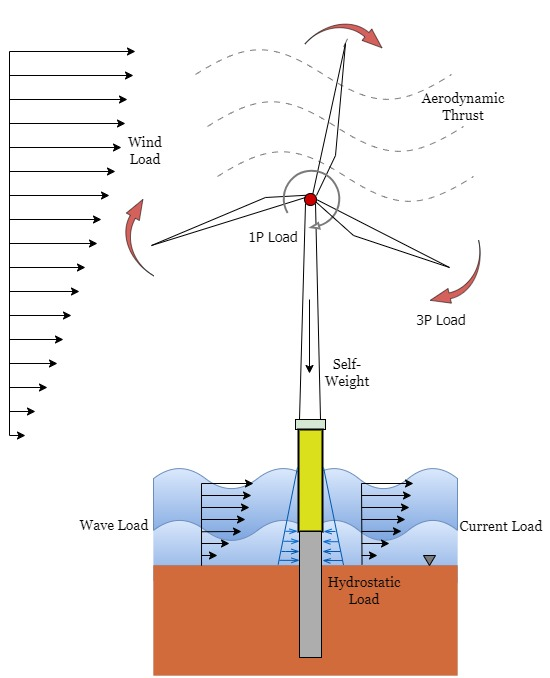 Aerodynamic
Thrust
Wind
Load
1P Load
3P Load
Self-
Weight
Wave Load
Current Load
Hydrostatic
Load